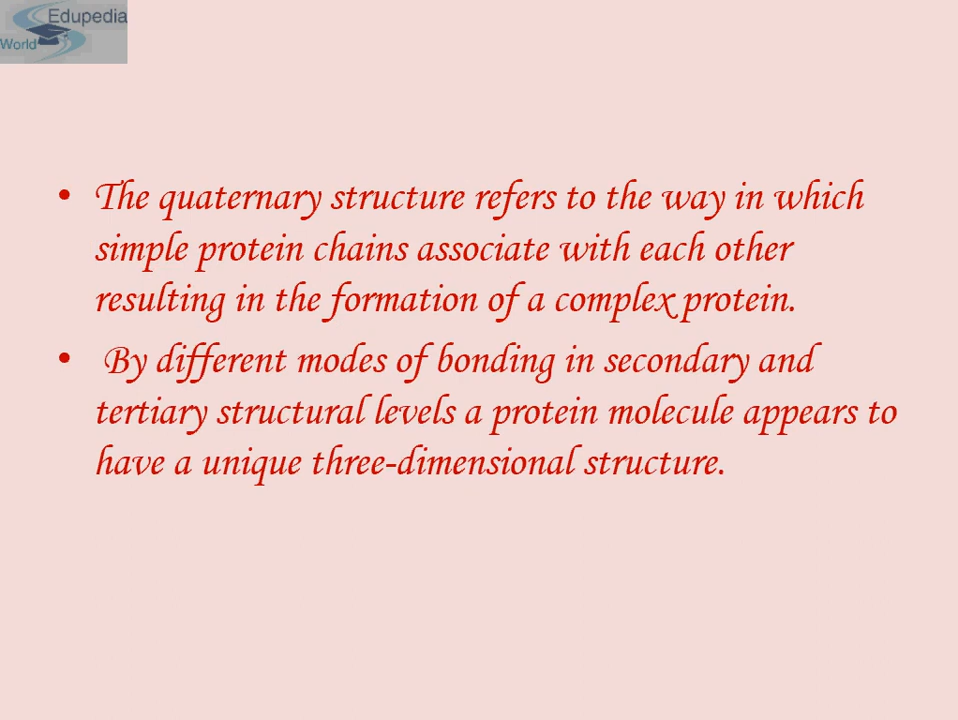 Edupedia
World
• The quaternary structure refers to the way in which
simple protein chains associate with each other
resulting in the formation of a complex protein.
• By different modes of bonding in secondary and
tertiary structural levels a protein molecule appears to
have a unique three-dimensional structure.